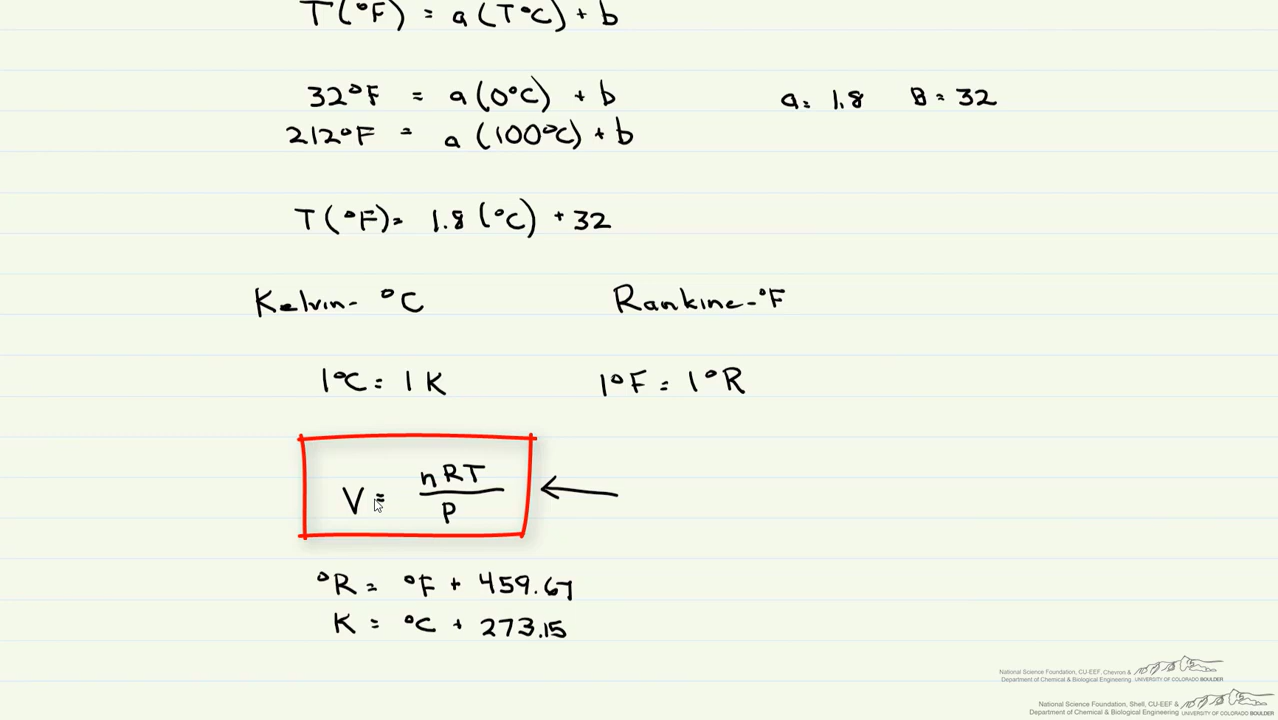 T(°F) = a(T°C) + b
32°F = a(0°C) + b a= 1.8 B= 32
212°F = a(100°C) + b
T(°F)= 1.8(°C) + 32
Kelvin- °C Rankine-°F
1°C = 1 K 1°F = 1°R
V= nRT
P
°R = °F + 459.67
K = °C + 273.15
National Science Foundation, CU-EEF, Chevron &
Department of Chemical & Biological Engineering UNIVERSITY OF COLORADO BOULDER
National Science Foundation, Shell, CU-EEF &
Department of Chemical & Biological Engineering UNIVERSITY OF COLORADO BOULDER